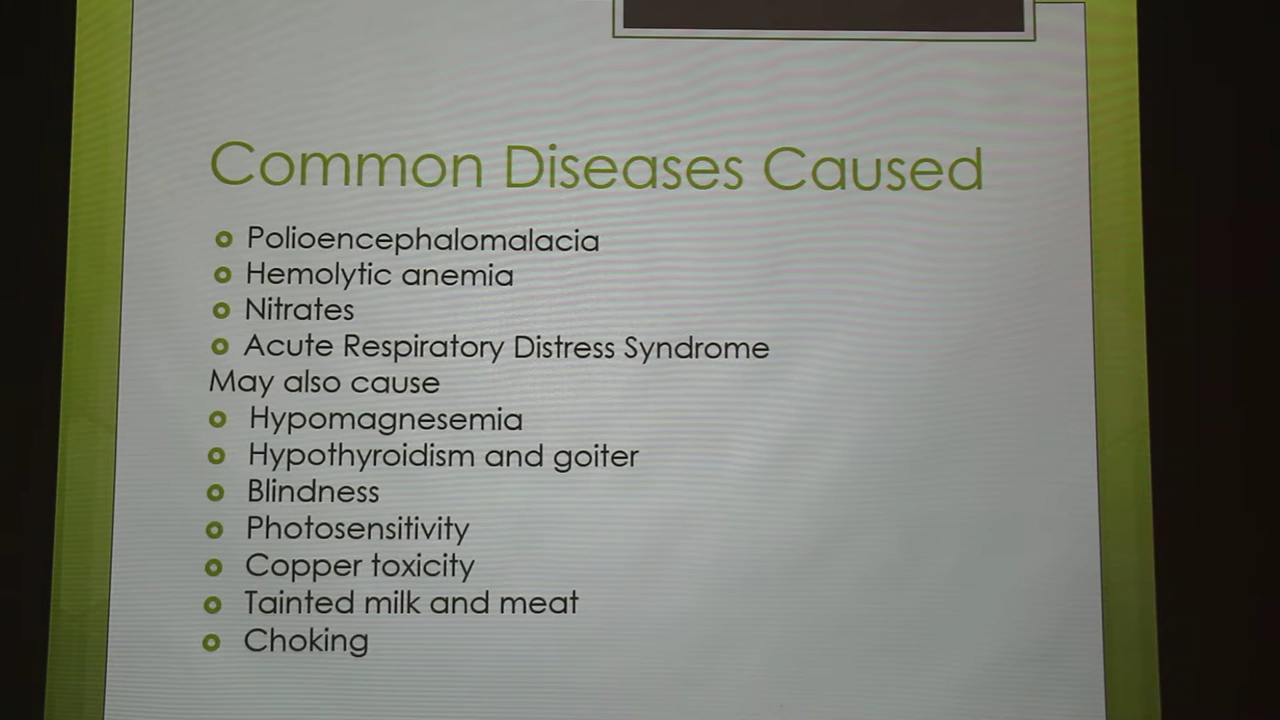 Common Diseases Caused
Polioencephalomalacia
Hemolytic anemia
Nitrates
Acute Respiratory Distress Syndrome
May also cause
Hypomagnesemia
Hypothyroidism and goiter
Blindness
Photosensitivity
Copper toxicity
Tainted milk and meat
Choking